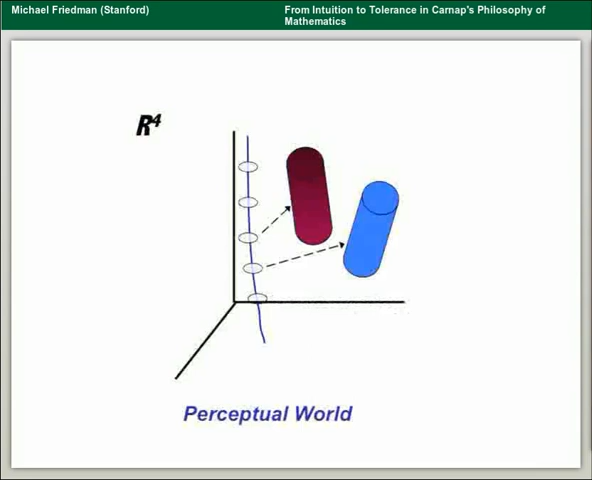 Michael Friedman (Stanford)
From Intuition to Tolerance in Carnap's Philosophy of
Mathematics
R⁴
Perceptual World